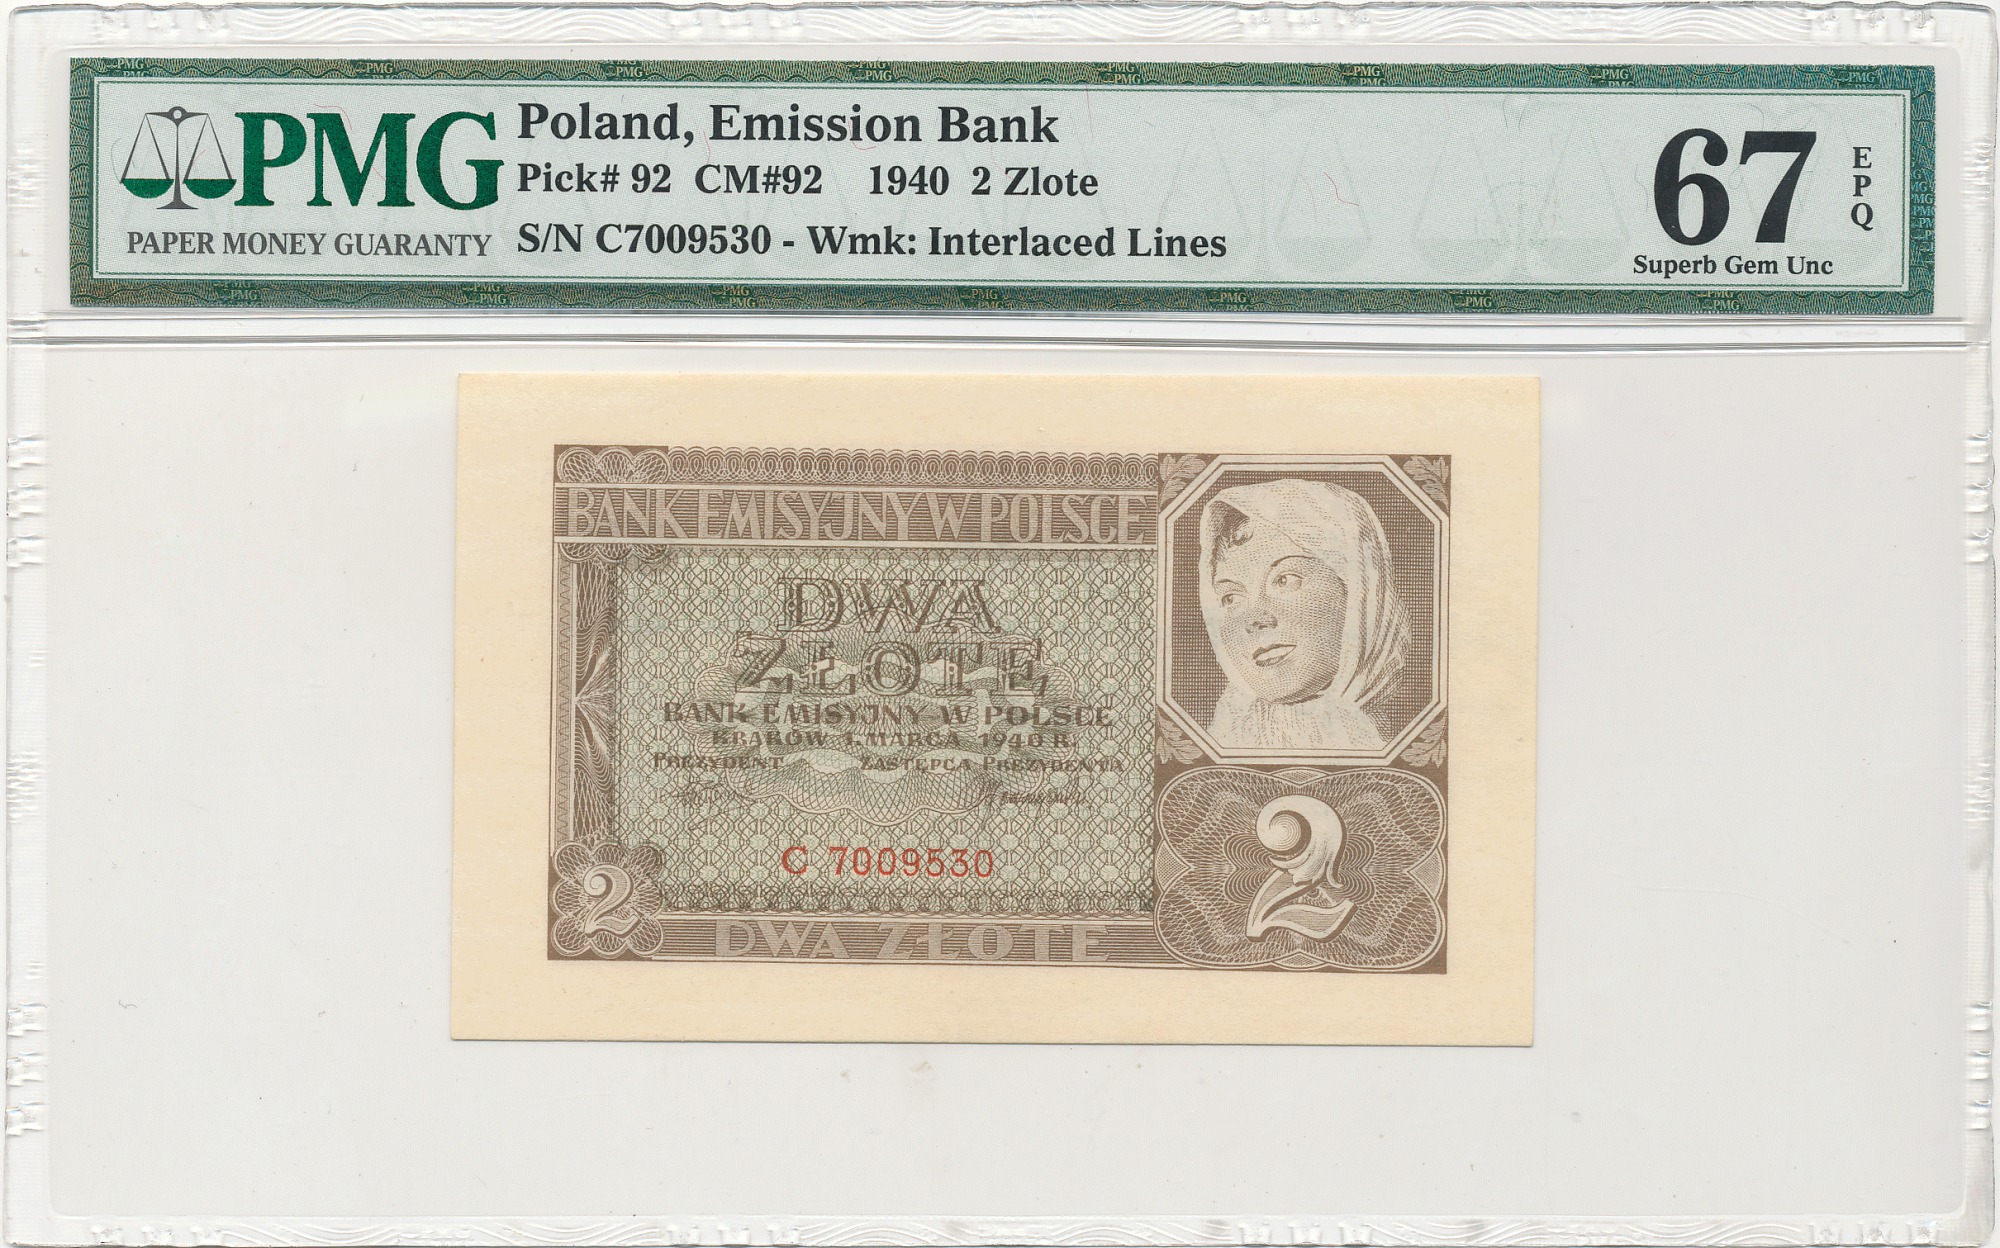 PMG
PAPER MONEY GUARANTY
Poland, Emission Bank
Pick# 92 CM#92 1940 2 Zlote
S/N C7009530 - Wmk: Interlaced Lines
67
EPQ
Superb Gem Unc
BANK EMISYJNY W POLSCE
DWA
ZŁOTE
BANK EMISYJNY W POLSCE
KRAKÓW 1. MARCA 1940 R.
PREZYDENT ZASTĘPCA PREZYDENTA
C 7009530
2
2
DWA ZŁOTE